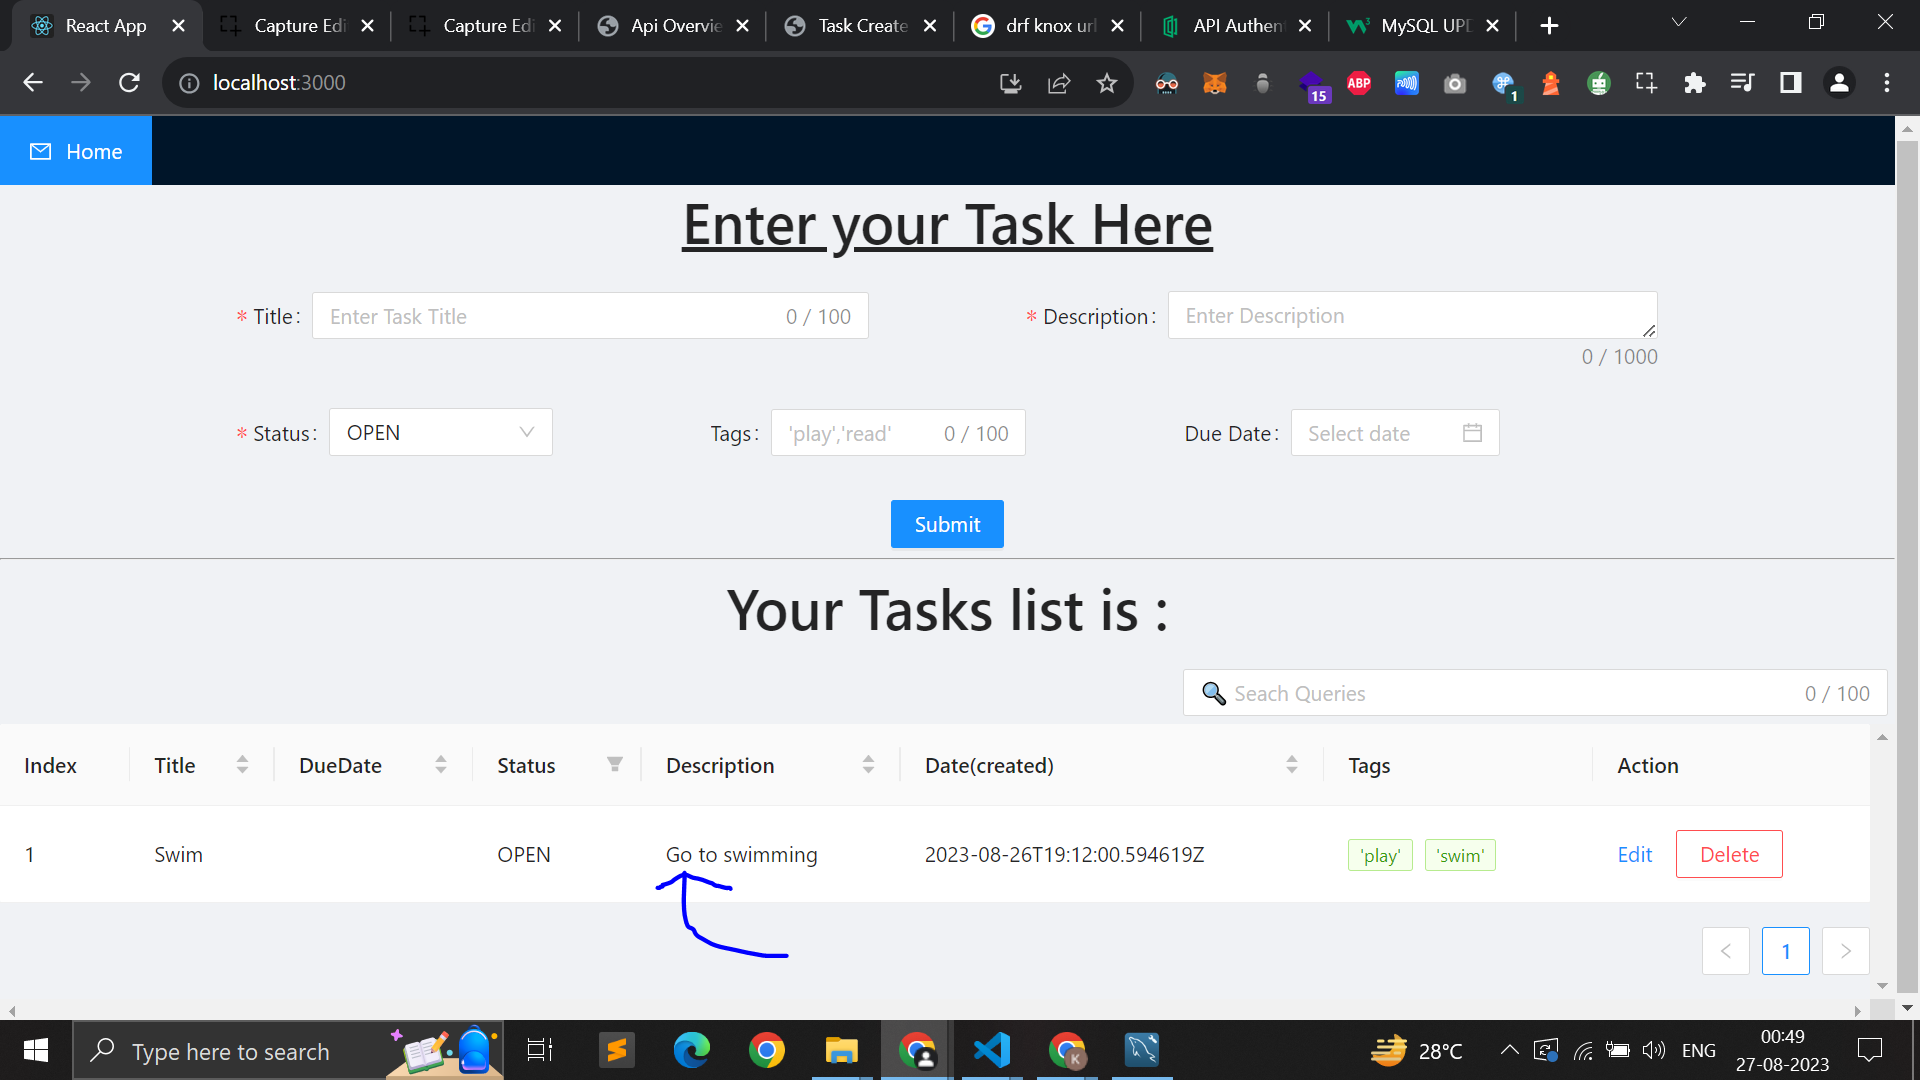 React App
Capture Edi
Capture Edi
Api Overvie
Task Create
drf knox url
API Authen
MySQL UPD
localhost:3000
15
ABP
1
Home
Enter your Task Here
* Title: Enter Task Title 0 / 100
* Description: Enter Description
0 / 1000
* Status: OPEN
Tags: 'play','read' 0 / 100
Due Date: Select date
Submit
Your Tasks list is :
Seach Queries 0 / 100
Index Title DueDate Status Description Date(created) Tags Action
1 Swim OPEN Go to swimming 2023-08-26T19:12:00.594619Z 'play' 'swim' Edit Delete
< 1 >
Type here to search
K
28°C
ENG
00:49
27-08-2023